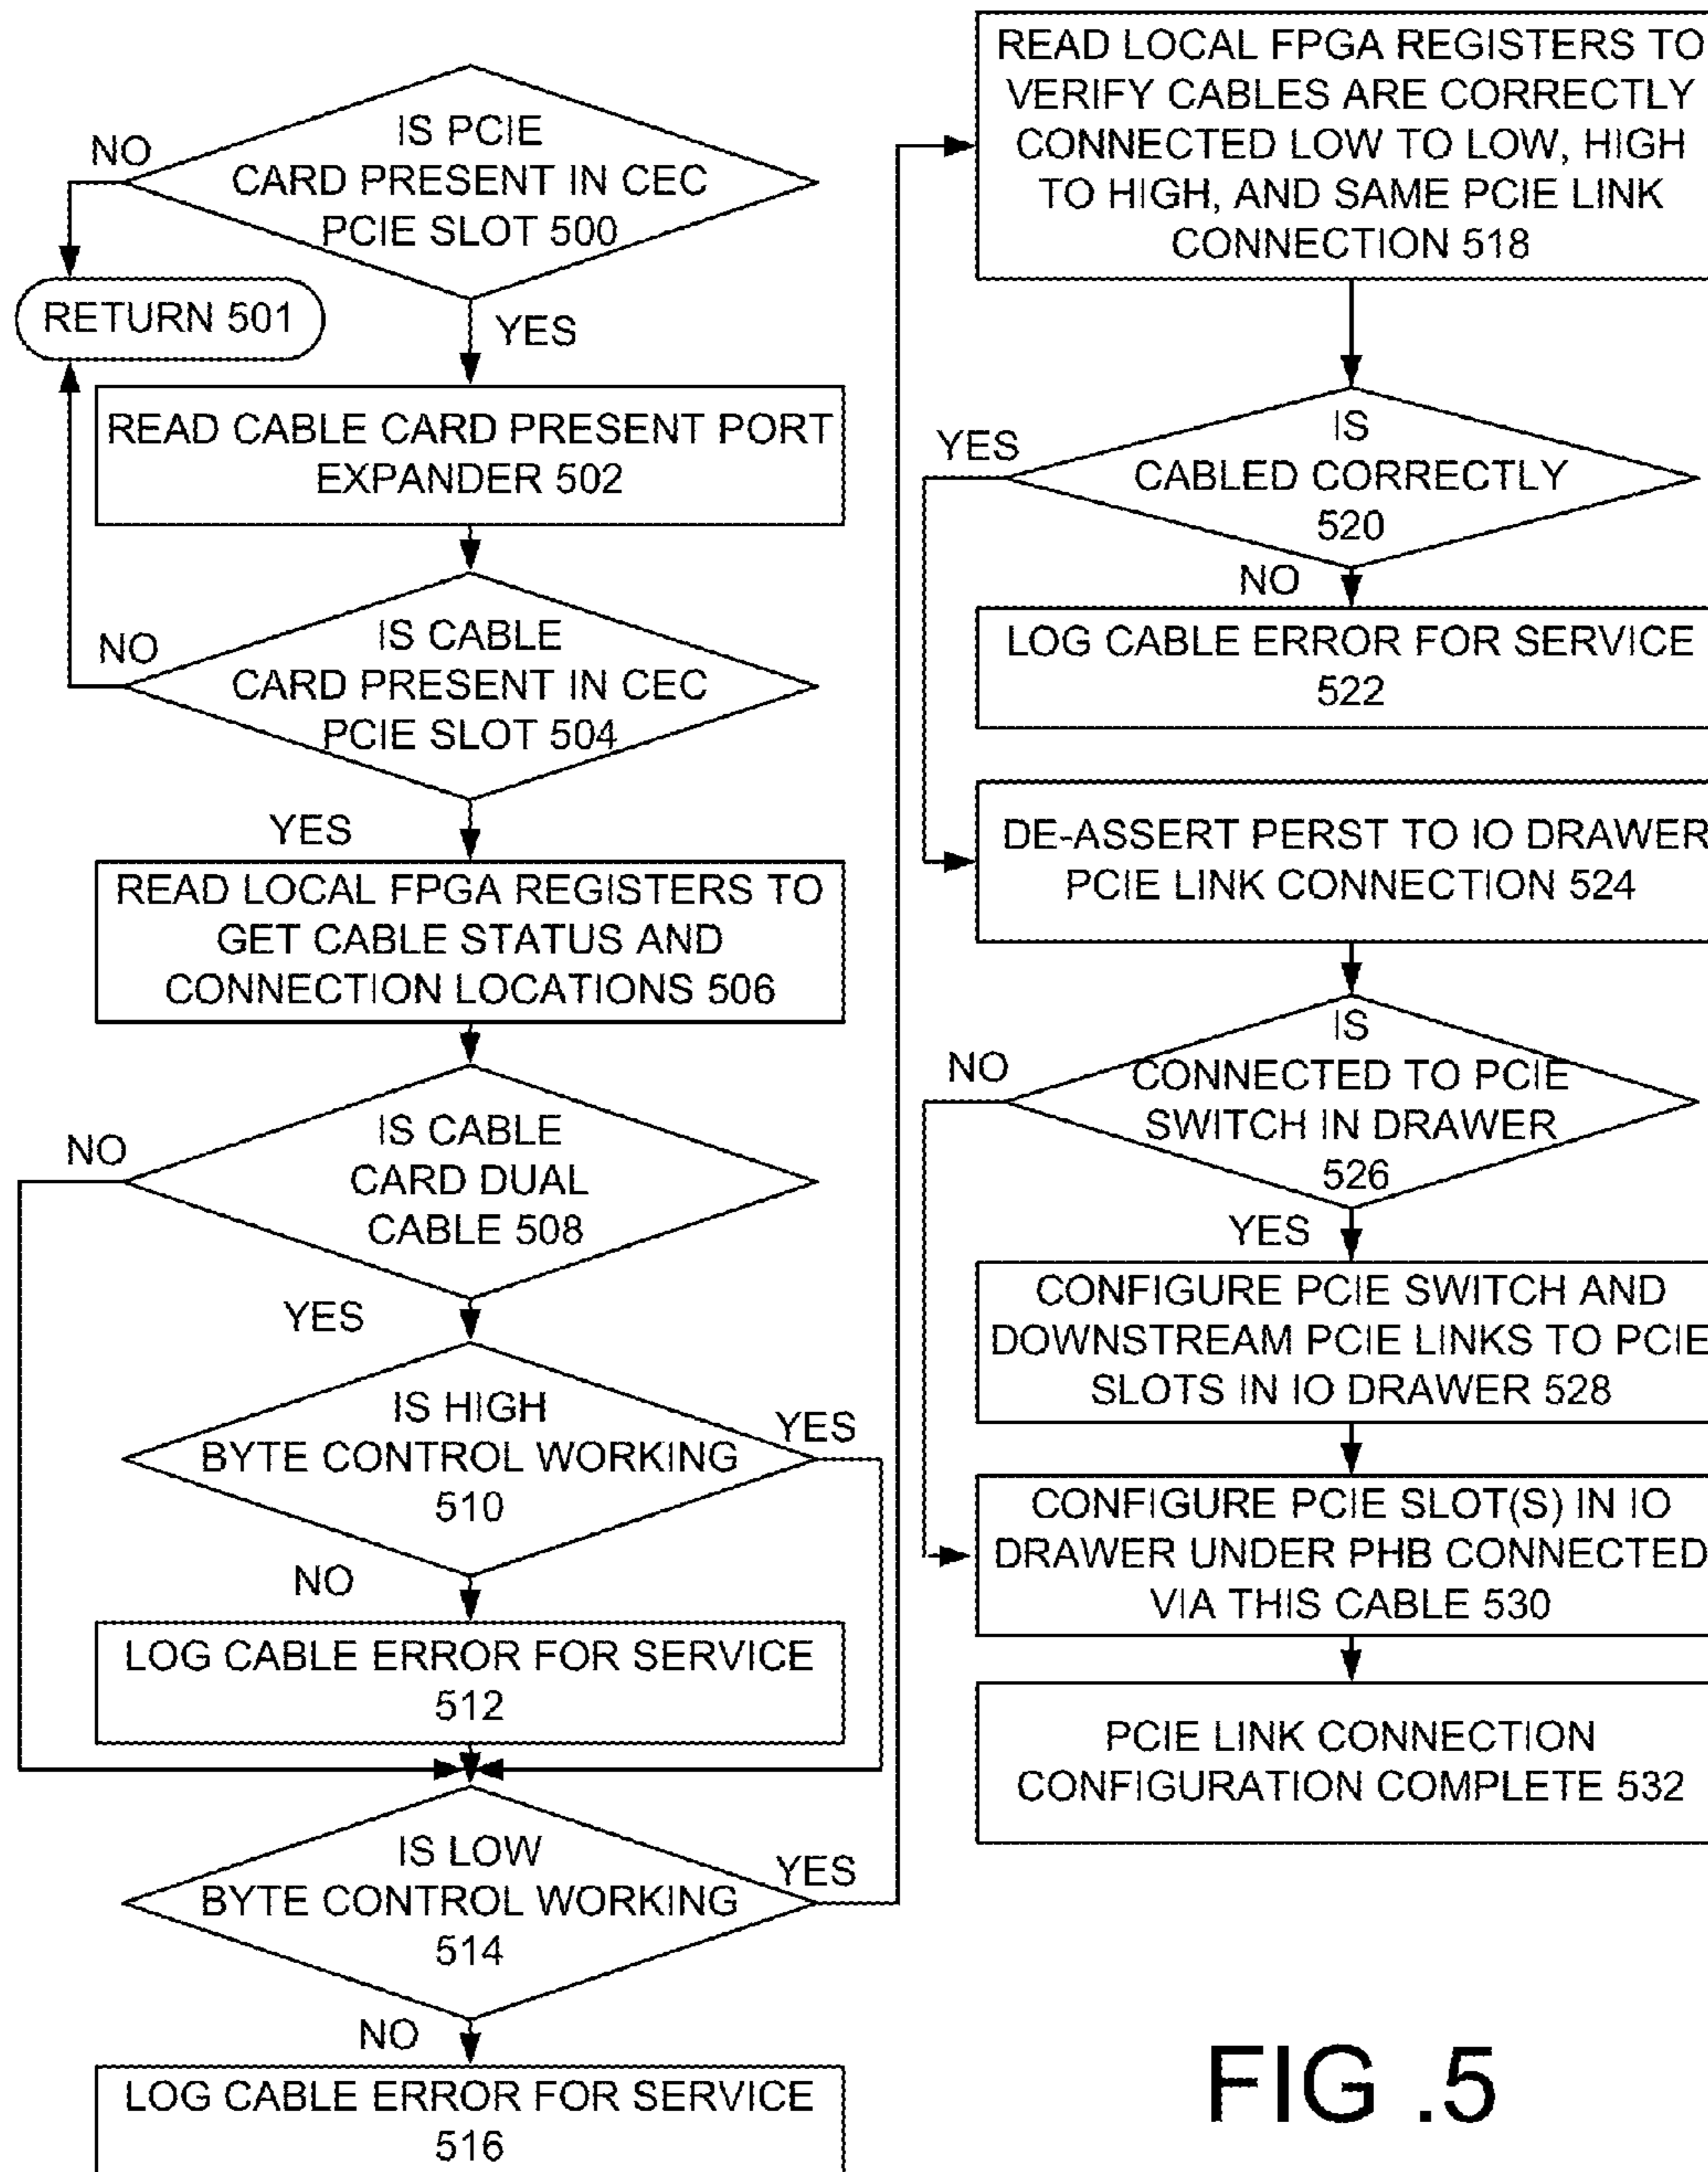 IS PCIE
CARD PRESENT IN CEC
PCIE SLOT 500
NO
RETURN 501
YES
READ CABLE CARD PRESENT PORT
EXPANDER 502
IS CABLE
CARD PRESENT IN CEC
PCIE SLOT 504
NO
YES
READ LOCAL FPGA REGISTERS TO
GET CABLE STATUS AND
CONNECTION LOCATIONS 506
IS CABLE
CARD DUAL
CABLE 508
NO
YES
IS HIGH
BYTE CONTROL WORKING
510
YES
NO
LOG CABLE ERROR FOR SERVICE
512
IS LOW
BYTE CONTROL WORKING
514
YES
NO
LOG CABLE ERROR FOR SERVICE
516
READ LOCAL FPGA REGISTERS TO
VERIFY CABLES ARE CORRECTLY
CONNECTED LOW TO LOW, HIGH
TO HIGH, AND SAME PCIE LINK
CONNECTION 518
IS
CABLED CORRECTLY
520
YES
NO
LOG CABLE ERROR FOR SERVICE
522
DE-ASSERT PERST TO IO DRAWER
PCIE LINK CONNECTION 524
IS
CONNECTED TO PCIE
SWITCH IN DRAWER
526
NO
YES
CONFIGURE PCIE SWITCH AND
DOWNSTREAM PCIE LINKS TO PCIE
SLOTS IN IO DRAWER 528
CONFIGURE PCIE SLOT(S) IN IO
DRAWER UNDER PHB CONNECTED
VIA THIS CABLE 530
PCIE LINK CONNECTION
CONFIGURATION COMPLETE 532
FIG .5